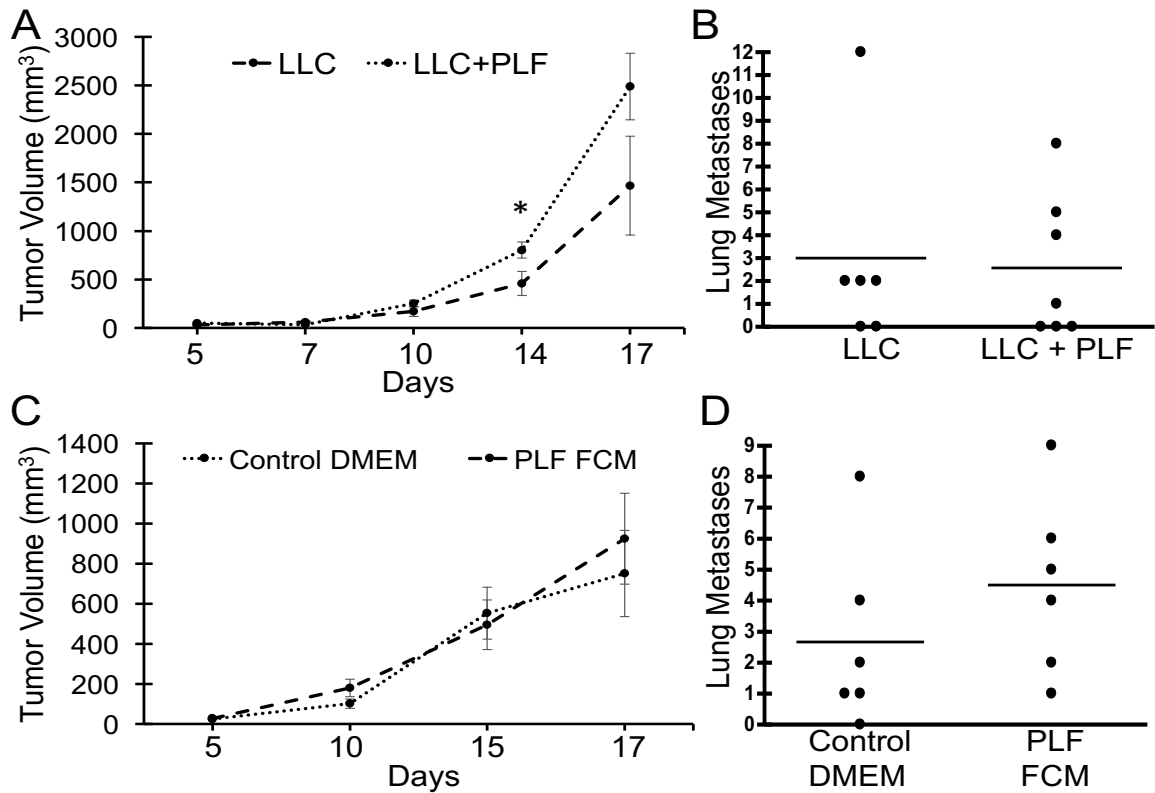 A
Tumor Volume (mm³)
3000
2500
2000
1500
1000
500
0
LLC
LLC+PLF
*
5 7 10 14 17
Days
B
Lung Metastases
12
11
10
9
8
7
6
5
4
3
2
1
0
LLC LLC + PLF
C
Tumor Volume (mm³)
1400
1200
1000
800
600
400
200
0
Control DMEM PLF FCM
5 10 15 17
Days
D
Lung Metastases
9
8
7
6
5
4
3
2
1
0
Control
DMEM
PLF
FCM